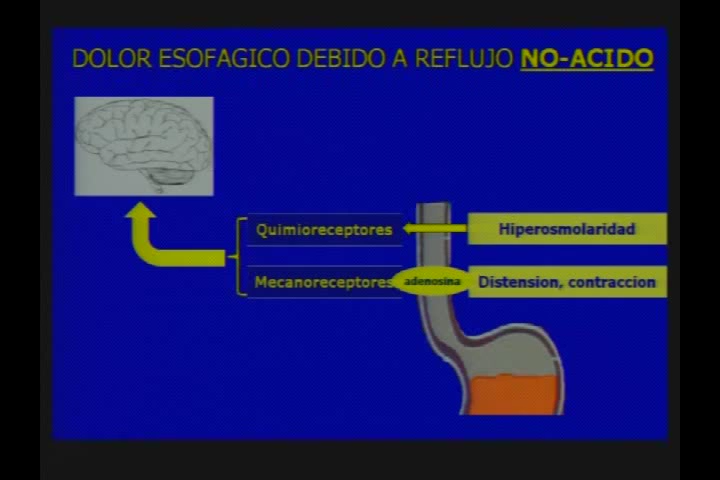 DOLOR ESOFAGICO DEBIDO A REFLUJO NO-ACIDO
Quimioreceptores
Hiperosmolaridad
Mecanoreceptores
adenosina
Distension, contraccion